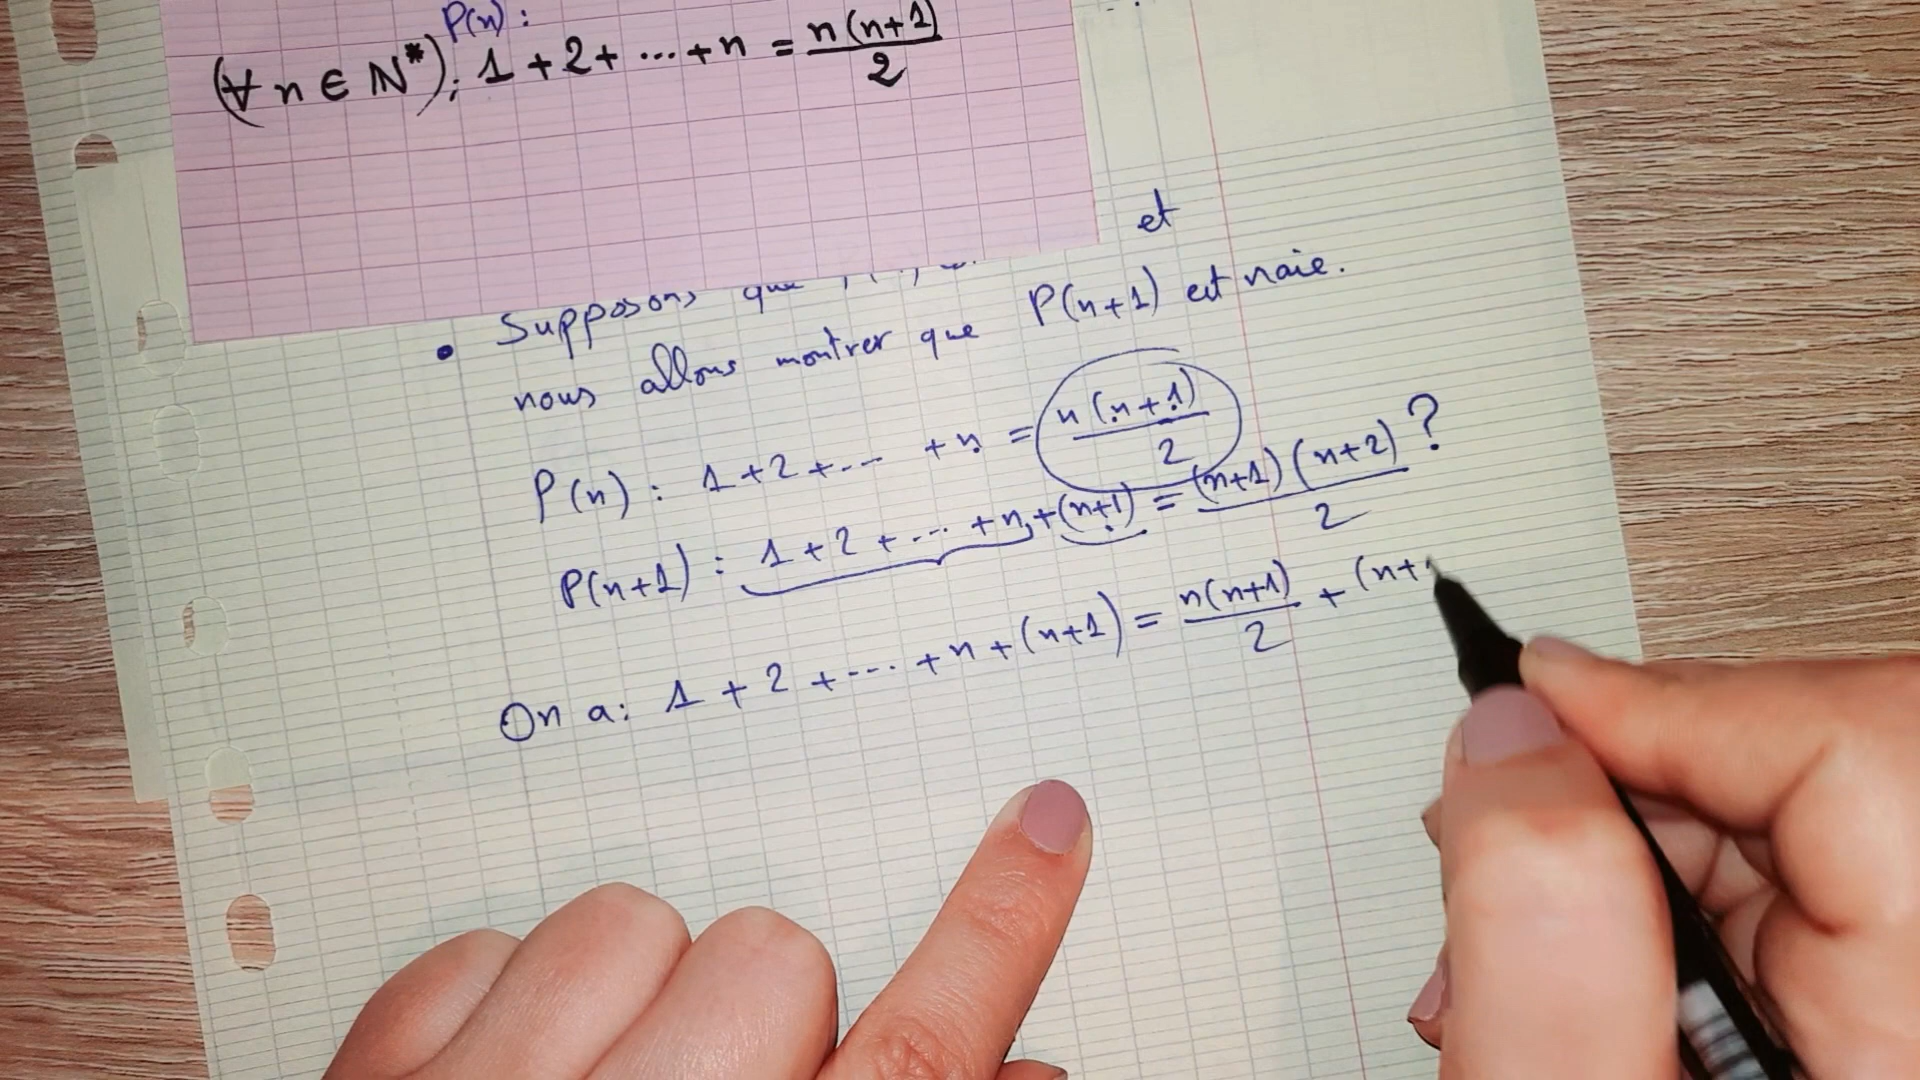 P(n) :
(∀ n ∈ ℕ*); 1 + 2 + ... + n = n(n+1)/2
et
• Supposons que
nous allons montrer que P(n+1) est vraie.
P(n) : 1 + 2 + ... + n = n(n+1)/2
P(n+1) : 1 + 2 + ... + n + (n+1) = (n+1)(n+2)/2 ?
On a: 1 + 2 + ... + n + (n+1) = n(n+1)/2 + (n+